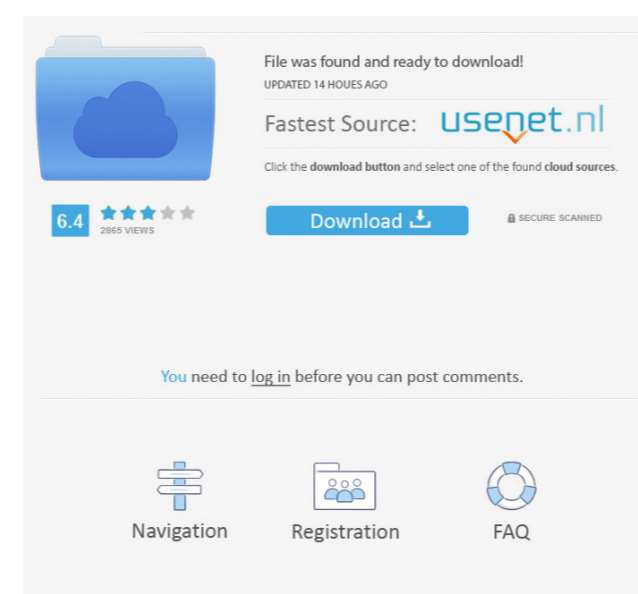 File was found and ready to download!
UPDATED 14 HOUES AGO
Fastest Source: usenet.nl
Click the download button and select one of the found cloud sources.
6.4
2865 VIEWS
Download
SECURE SCANNED
You need to log in before you can post comments.
Navigation
Registration
FAQ